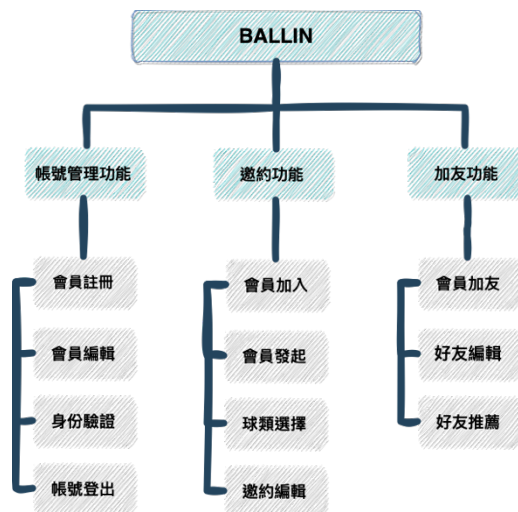 BALLIN
帳號管理功能
邀約功能
加友功能
會員註冊
會員編輯
身份驗證
帳號登出
會員加入
會員發起
球類選擇
邀約編輯
會員加友
好友編輯
好友推薦